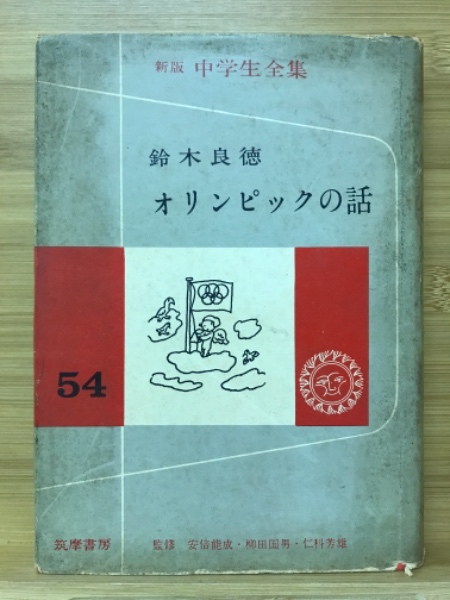 新版 中学生全集
鈴木良徳
オリンピックの話
54
筑摩書房 監修 安倍能成・柳田国男・仁科芳雄